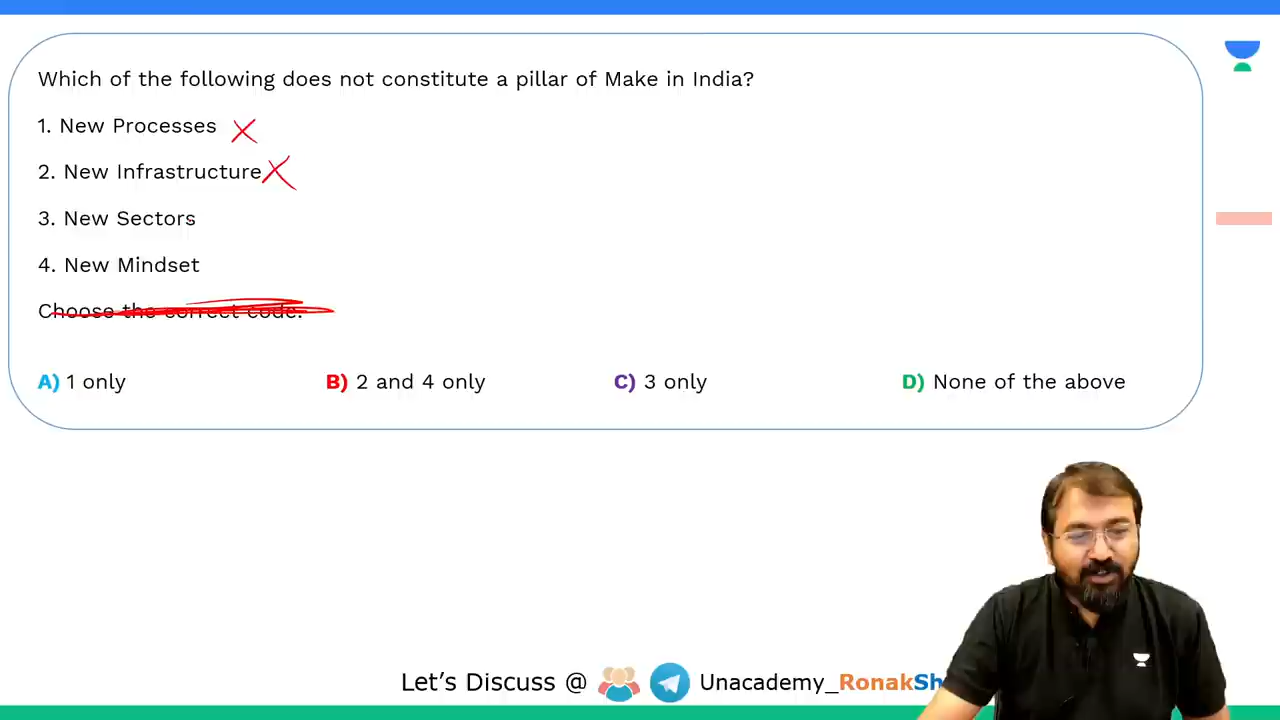 Which of the following does not constitute a pillar of Make in India?
1. New Processes
2. New Infrastructure
3. New Sectors
4. New Mindset
Choose the correct code:
A) 1 only B) 2 and 4 only C) 3 only D) None of the above
Let's Discuss @ Unacademy_RonakSh